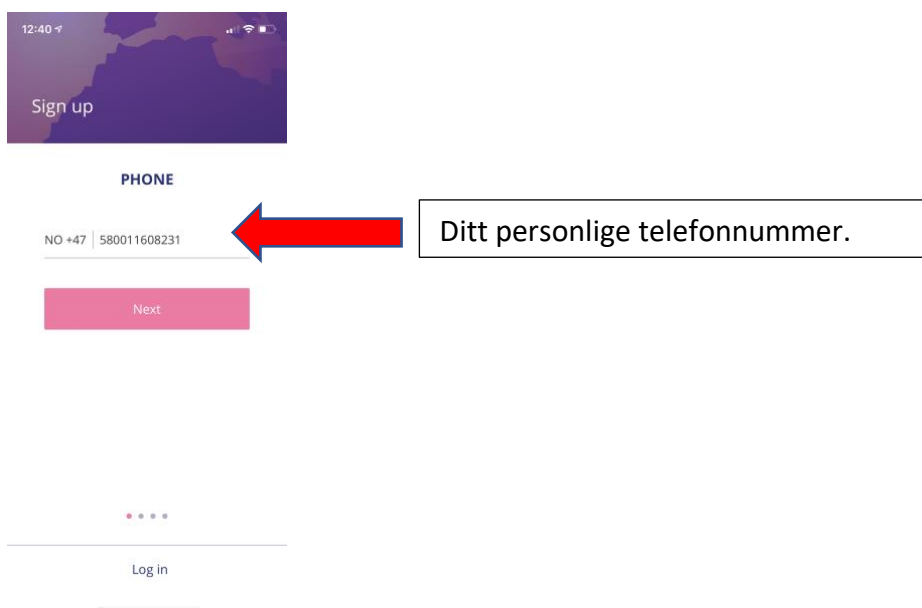 12:40
Sign up
PHONE
NO +47 580011608231
Ditt personlige telefonnummer.
Next
Log in